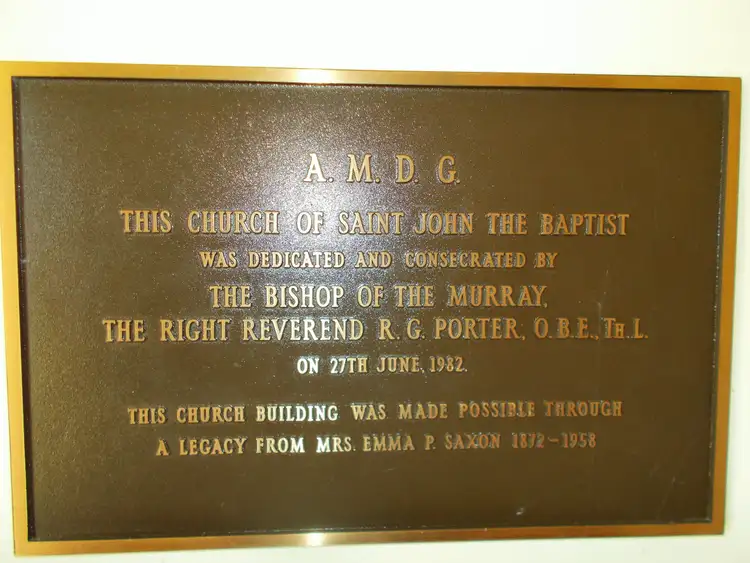 A. M. D. G.
THIS CHURCH OF SAINT JOHN THE BAPTIST
WAS DEDICATED AND CONSECRATED BY
THE BISHOP OF THE MURRAY,
THE RIGHT REVEREND R. G. PORTER, O.B.E., TH. L.
ON 27TH JUNE, 1982.
THIS CHURCH BUILDING WAS MADE POSSIBLE THROUGH
A LEGACY FROM MRS. EMMA P. SAXON 1872–1958